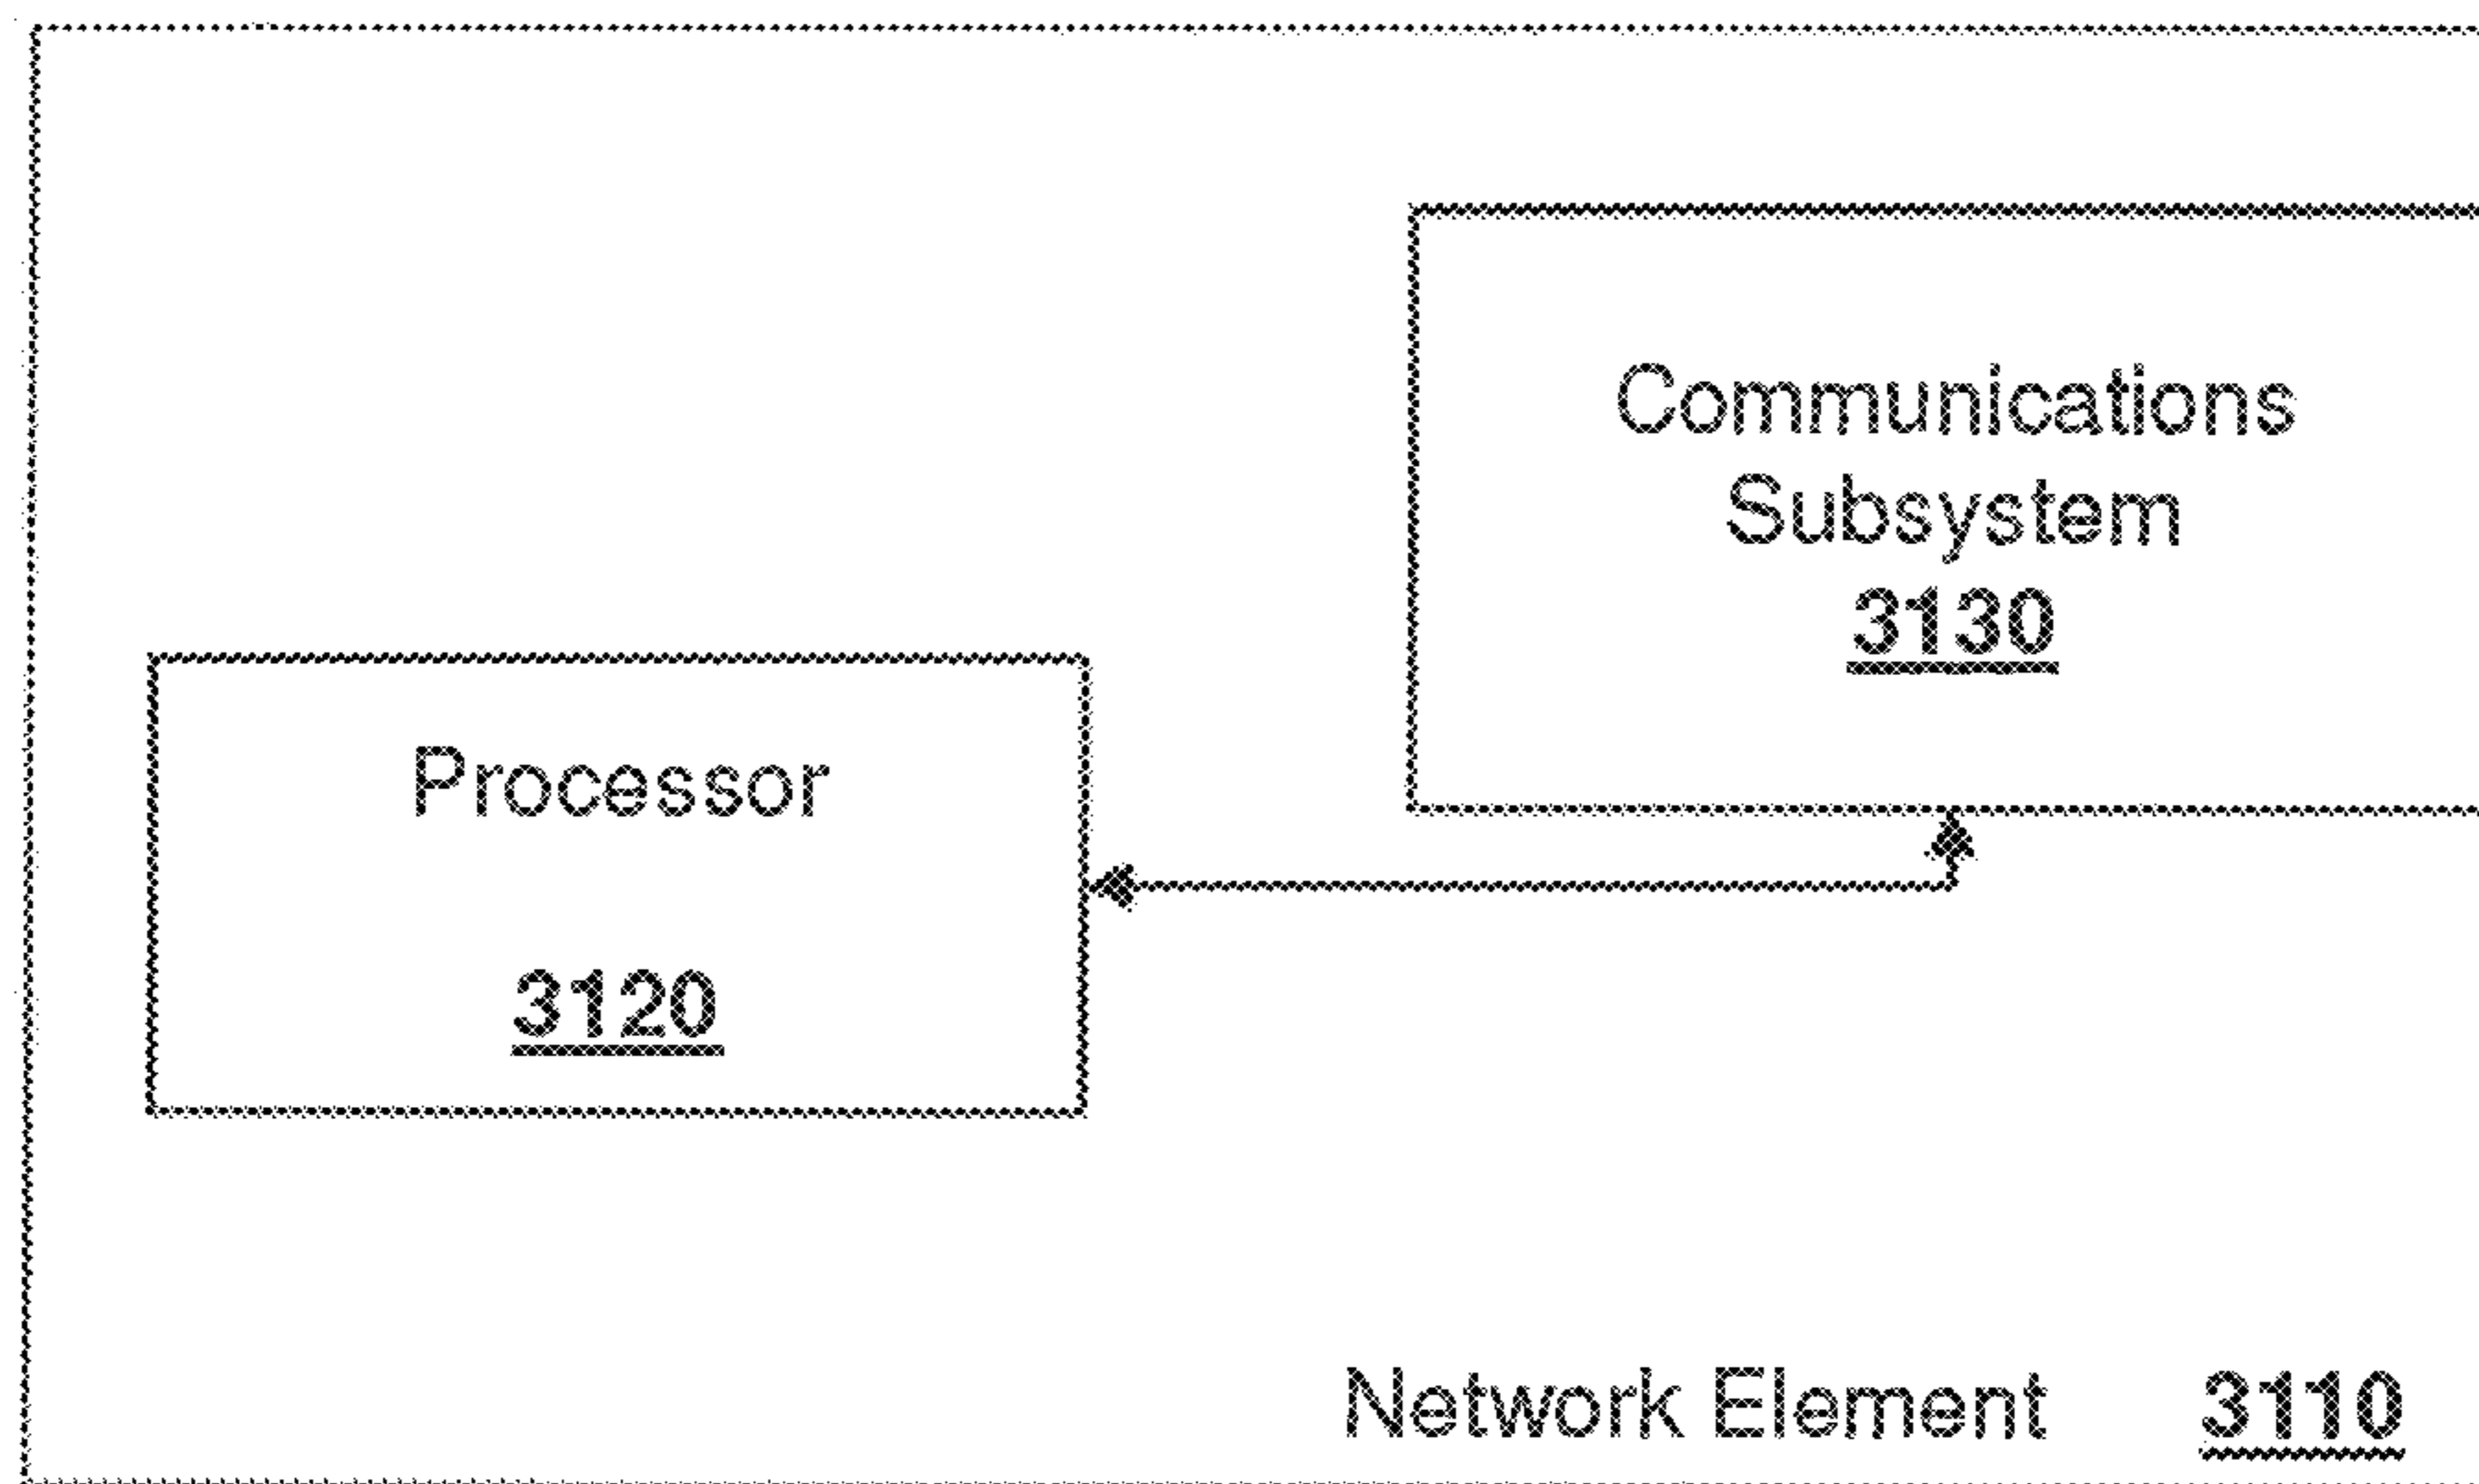 Communications
Subsystem
3130
Processor
3120
Network Element 3110